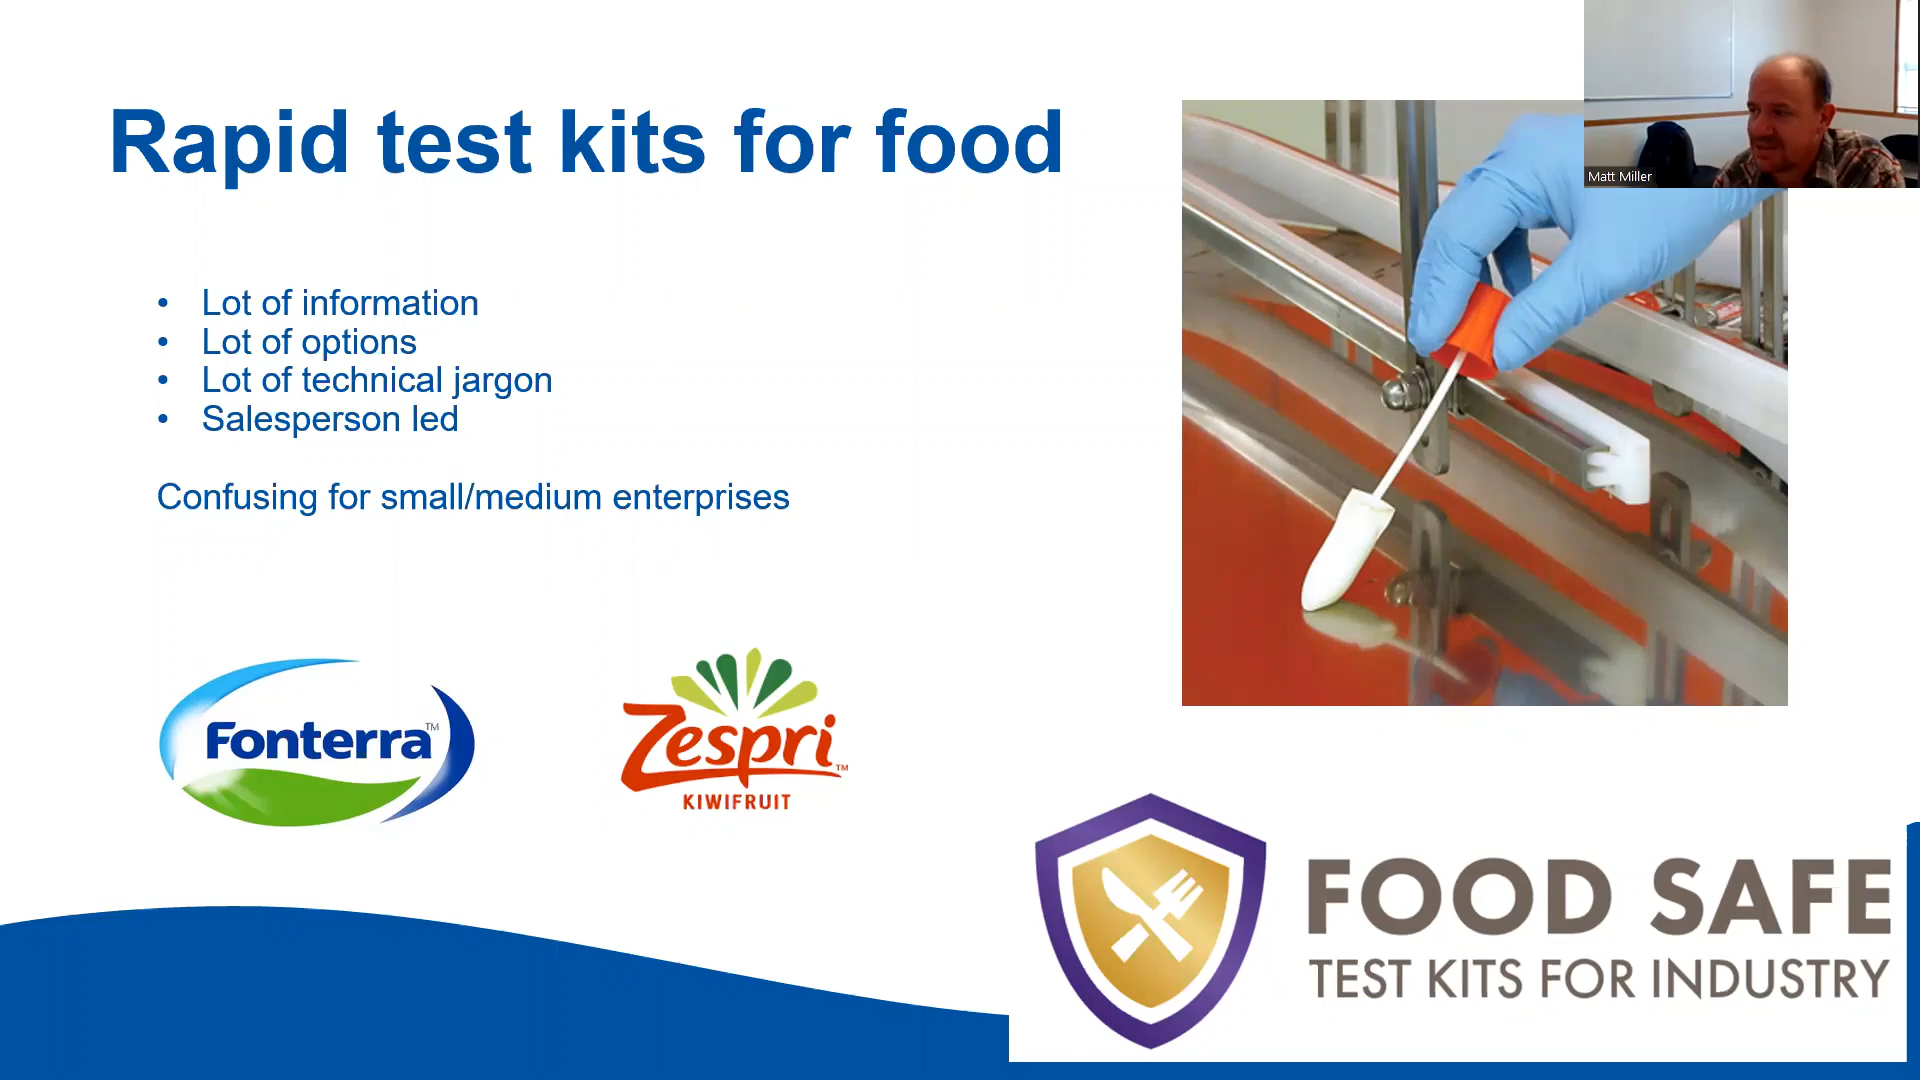 Rapid test kits for food
Matt Miller
• Lot of information
• Lot of options
• Lot of technical jargon
• Salesperson led
Confusing for small/medium enterprises
Fonterra™
Zespri™
KIWIFRUIT
FOOD SAFE
TEST KITS FOR INDUSTRY